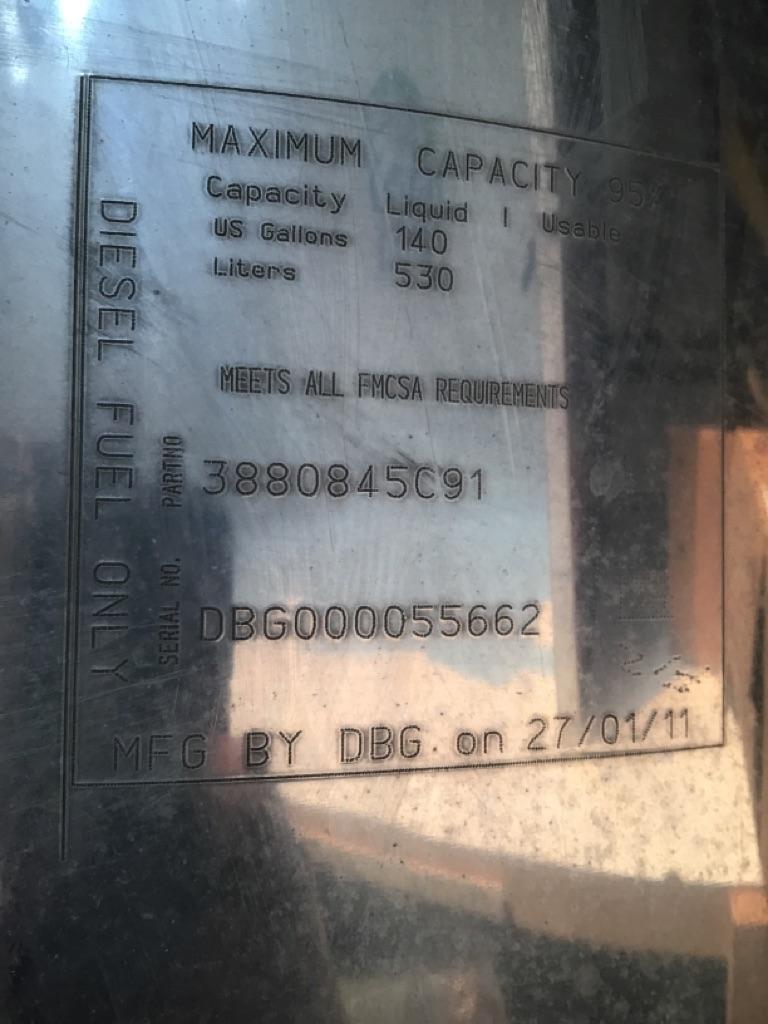 MAXIMUM CAPACITY 95%
Capacity Liquid | Usable
US Gallons 140
Liters 530
MEETS ALL FMCSA REQUIREMENTS
PARTNO 3880845C91
SERIAL NO. DBG000055662
MFG BY DBG. on 27/01/11
DIESEL FUEL ONLY